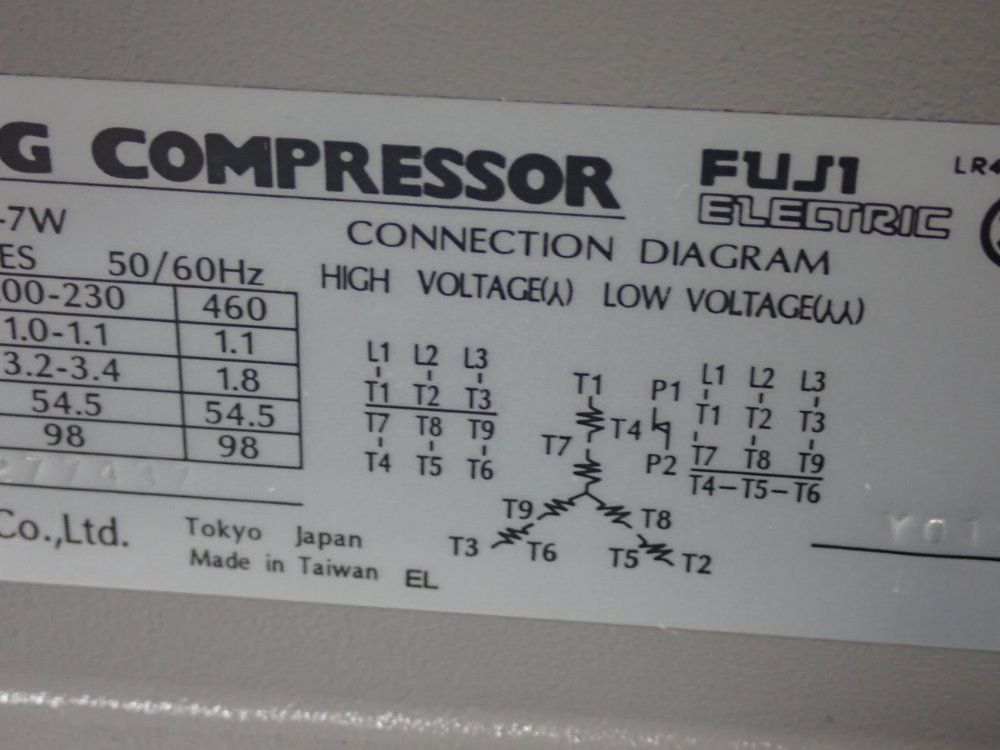 G COMPRESSOR
FUJI
ELECTRIC
LR4
-7W
ES 50/60Hz
00-230 460
1.0-1.1 1.1
3.2-3.4 1.8
54.5 54.5
98 98
277437
CONNECTION DIAGRAM
HIGH VOLTAGE(⅄) LOW VOLTAGE(⅄⅄)
L1 L2 L3
T1 T2 T3
T7 T8 T9
T4 T5 T6
T1
T4
T7
T9 T8
T3 T6 T5 T2
P1
P2
L1 L2 L3
T1 T2 T3
T7 T8 T9
T4-T5-T6
Y01
Co.,Ltd. Tokyo Japan
Made in Taiwan EL